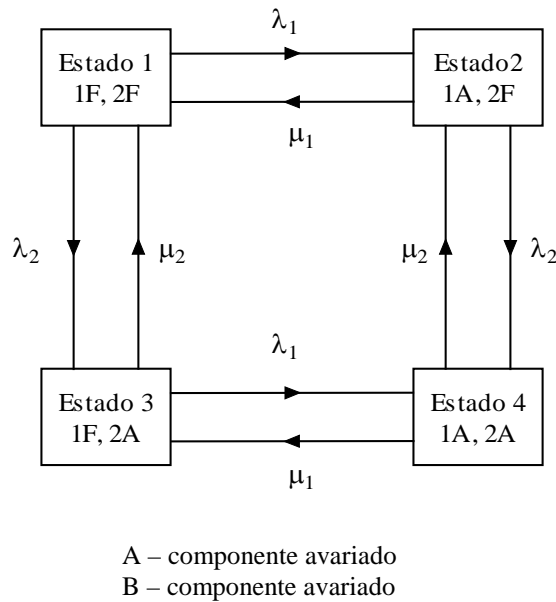 λ1
Estado 1
1F, 2F
Estado2
1A, 2F
μ1
λ2
μ2
μ2
λ2
λ1
Estado 3
1F, 2A
Estado 4
1A, 2A
μ1
A – componente avariado
B – componente avariado